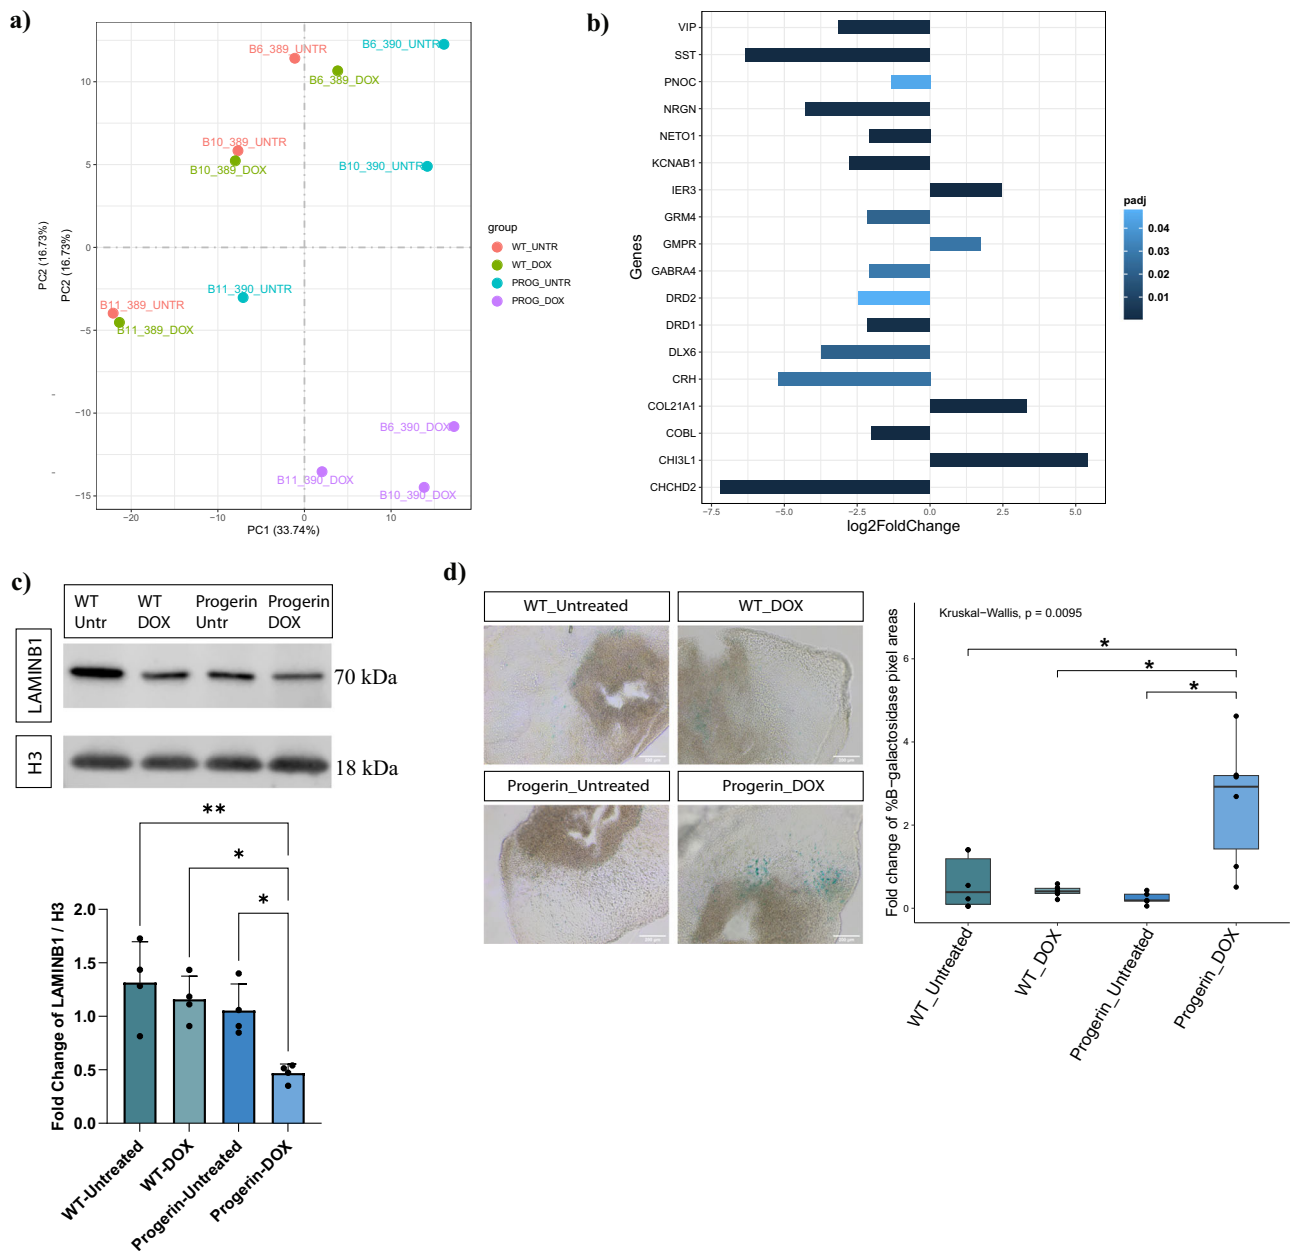 a)
B6_389_UNTR
B6_390_UNTR
B6_389_DOX
B10_389_UNTR
B10_389_DOX
B10_390_UNTR
B11_390_UNTR
B11_389_UNTR
B11_389_DOX
B6_390_DOX
B11_390_DOX
B10_390_DOX
10
5
0
−5
−10
−15
−20
−10
0
10
PC1 (33.74%)
PC2 (16.73%)
PC2 (16.73%)
group
WT_UNTR
WT_DOX
PROG_UNTR
PROG_DOX
b)
Genes
VIP
SST
PNOC
NRGN
NETO1
KCNAB1
IER3
GRM4
GMPR
GABRA4
DRD2
DRD1
DLX6
CRH
COL21A1
COBL
CHI3L1
CHCHD2
−7.5
−5.0
−2.5
0.0
2.5
5.0
log2FoldChange
padj
0.04
0.03
0.02
0.01
c)
WT Untr
WT DOX
Progerin Untr
Progerin DOX
LAMINB1
70 kDa
H3
18 kDa
**
*
*
Fold Change of LAMINB1 / H3
2.0
1.5
1.0
0.5
0.0
WT-Untreated
WT-DOX
Progerin-Untreated
Progerin-DOX
d)
WT_Untreated
WT_DOX
Progerin_Untreated
Progerin_DOX
Kruskal−Wallis, p = 0.0095
*
*
*
Fold change of %B−galactosidase pixel areas
6
4
2
0
WT_Untreated
WT_DOX
Progerin_Untreated
Progerin_DOX